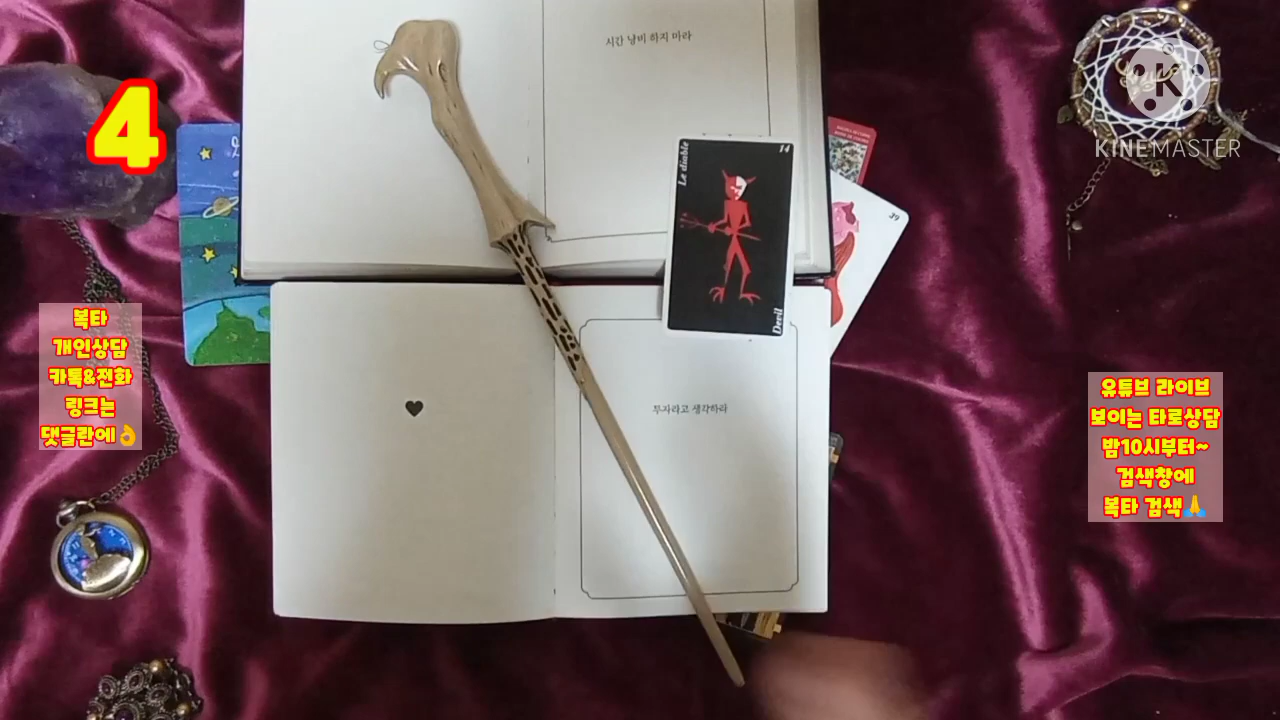 4
복타
개인상담
카톡&전화
링크는
댓글란에👌
시간 낭비 하지 마라
Le diable
14
Devil
39
부자라고 생각하라
KINEMASTER
유튜브 라이브
보이는 타로상담
밤10시부터~
검색창에
복타 검색🙏